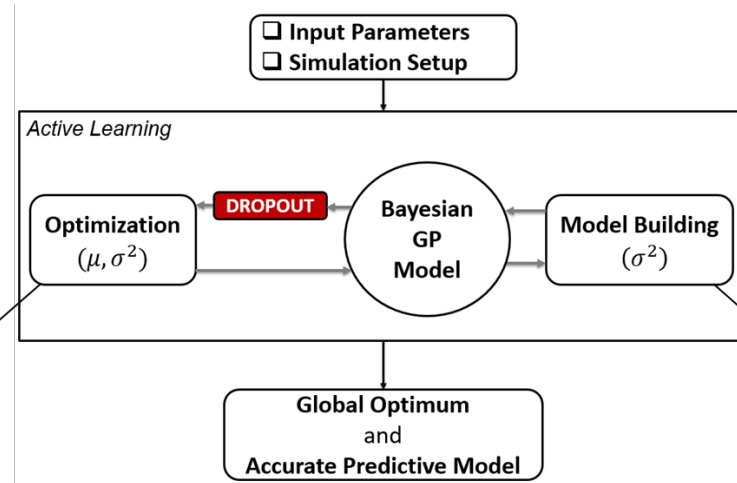 ❑ Input Parameters
❑ Simulation Setup
Active Learning
DROPOUT
Optimization
(μ, σ²)
Bayesian
GP
Model
Model Building
(σ²)
Global Optimum
and
Accurate Predictive Model